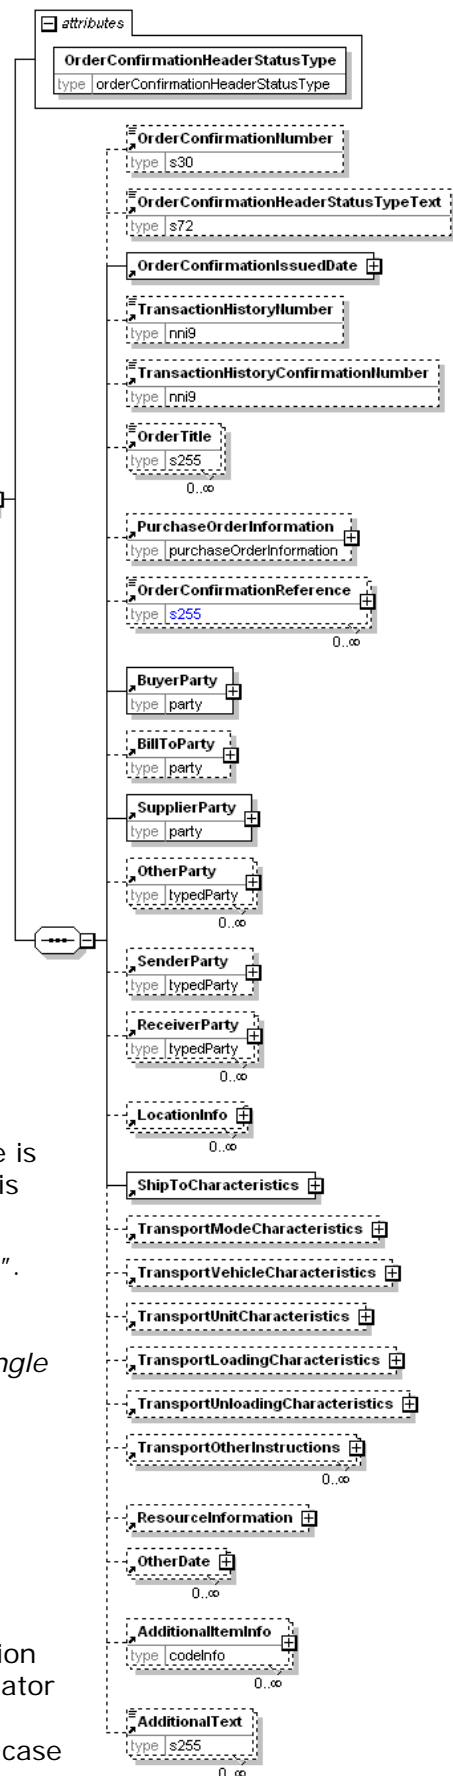 attributes
OrderConfirmationHeaderStatusType
type orderConfirmationHeaderStatusType
OrderConfirmationNumber
type s30
OrderConfirmationHeaderStatusTypeText
type s72
OrderConfirmationIssuedDate
TransactionHistoryNumber
type nni9
TransactionHistoryConfirmationNumber
type nni9
OrderTitle
type s255
0..∞
PurchaseOrderInformation
type purchaseOrderInformation
OrderConfirmationReference
type s255
0..∞
BuyerParty
type party
BillToParty
type party
SupplierParty
type party
OtherParty
type typedParty
0..∞
SenderParty
type typedParty
ReceiverParty
type typedParty
0..∞
LocationInfo
0..∞
e is
is
ShipToCharacteristics
TransportModeCharacteristics
".
TransportVehicleCharacteristics
TransportUnitCharacteristics
ngle
TransportLoadingCharacteristics
TransportUnloadingCharacteristics
TransportOtherInstructions
0..∞
ResourceInformation
OtherDate
0..∞
AdditionalItemInfo
ion
type codeInfo
ator
0..∞
AdditionalText
case
type s255
0..∞